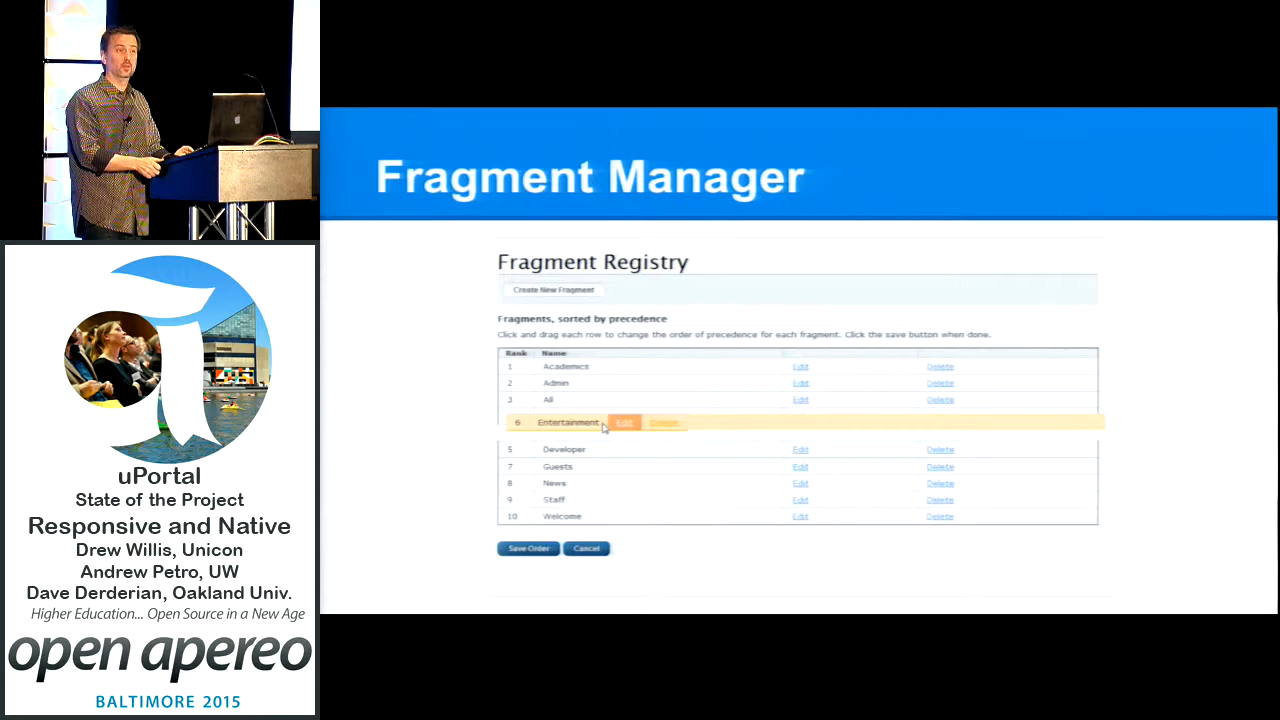 Fragment Manager
Fragment Registry
Create New Fragment
Fragments, sorted by precedence
Click and drag each row to change the order of precedence for each fragment. Click the save button when done.
Rank Name
1 Academics Edit Delete
2 Admin Edit Delete
3 All Edit Delete
6 Entertainment Edit Delete
5 Developer Edit Delete
7 Guests Edit Delete
8 News Edit Delete
9 Staff Edit Delete
10 Welcome Edit Delete
Save Order Cancel
uPortal
State of the Project
Responsive and Native
Drew Willis, Unicon
Andrew Petro, UW
Dave Derderian, Oakland Univ.
Higher Education... Open Source in a New Age
open apereo
BALTIMORE 2015